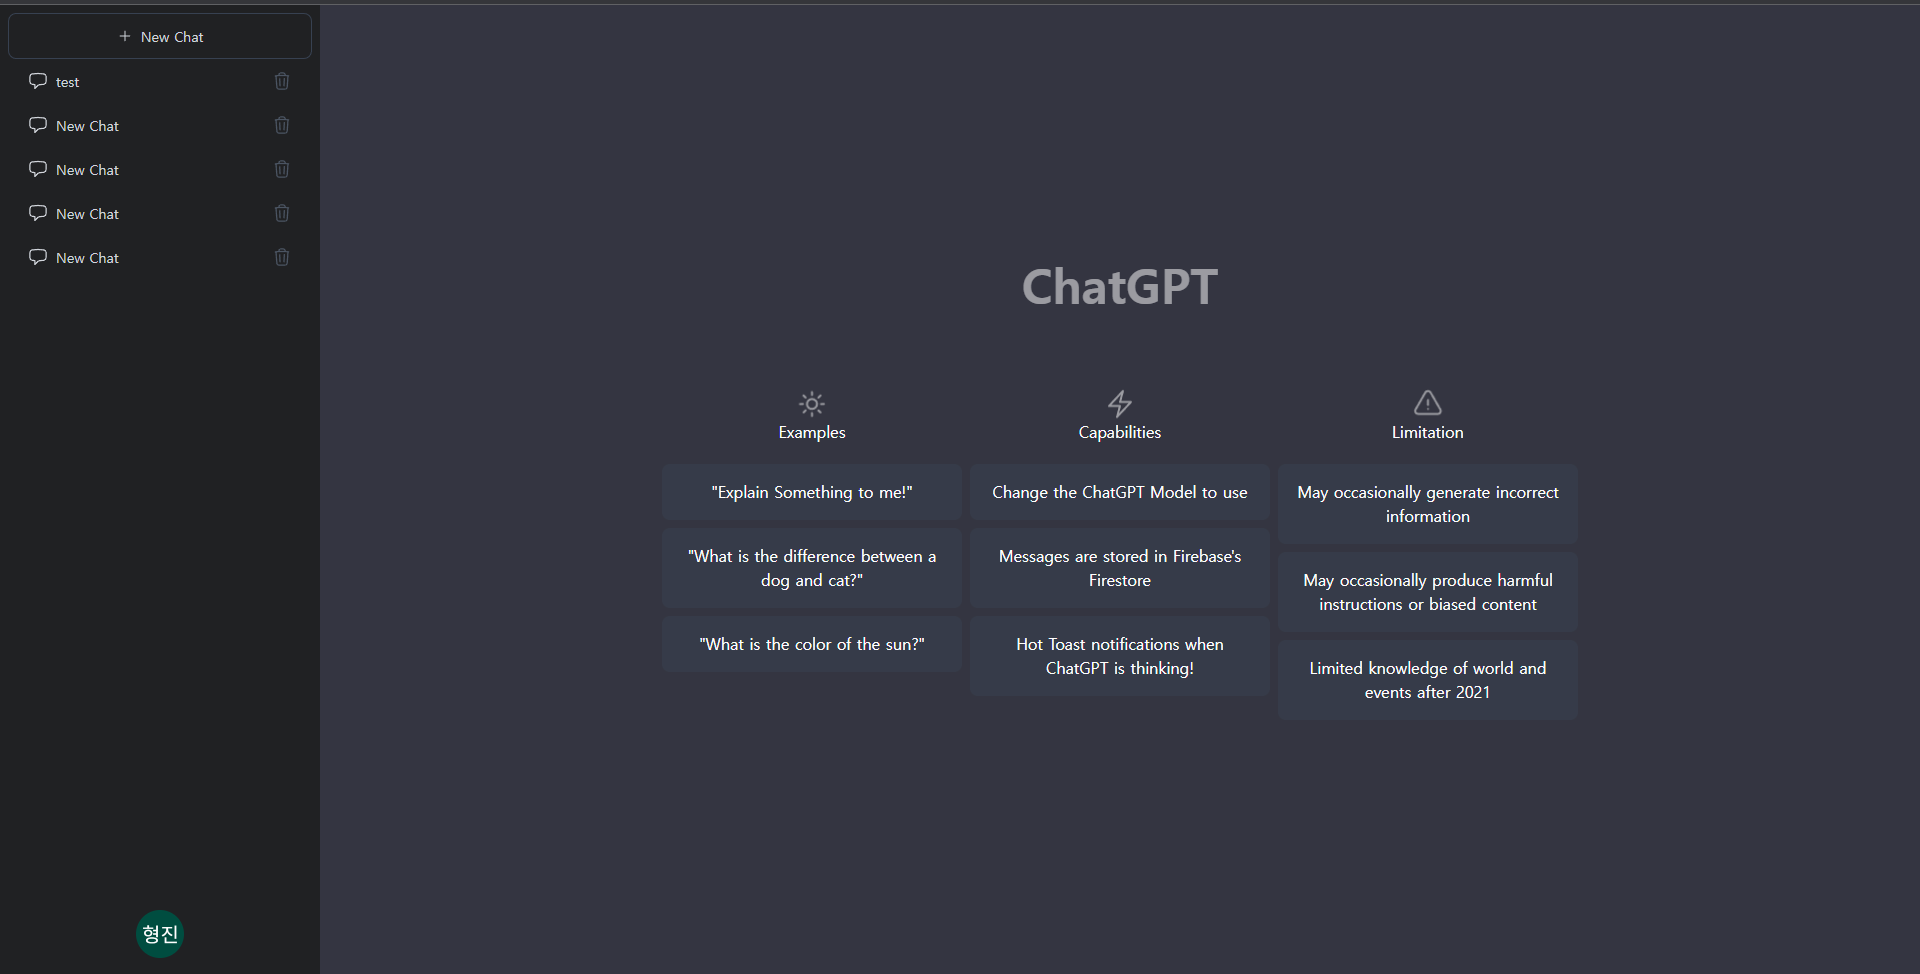 New Chat
test
New Chat
New Chat
New Chat
New Chat
형진
ChatGPT
Examples
"Explain Something to me!"
"What is the difference between a
dog and cat?"
"What is the color of the sun?"
Capabilities
Change the ChatGPT Model to use
Messages are stored in Firebase's
Firestore
Hot Toast notifications when
ChatGPT is thinking!
Limitation
May occasionally generate incorrect
information
May occasionally produce harmful
instructions or biased content
Limited knowledge of world and
events after 2021